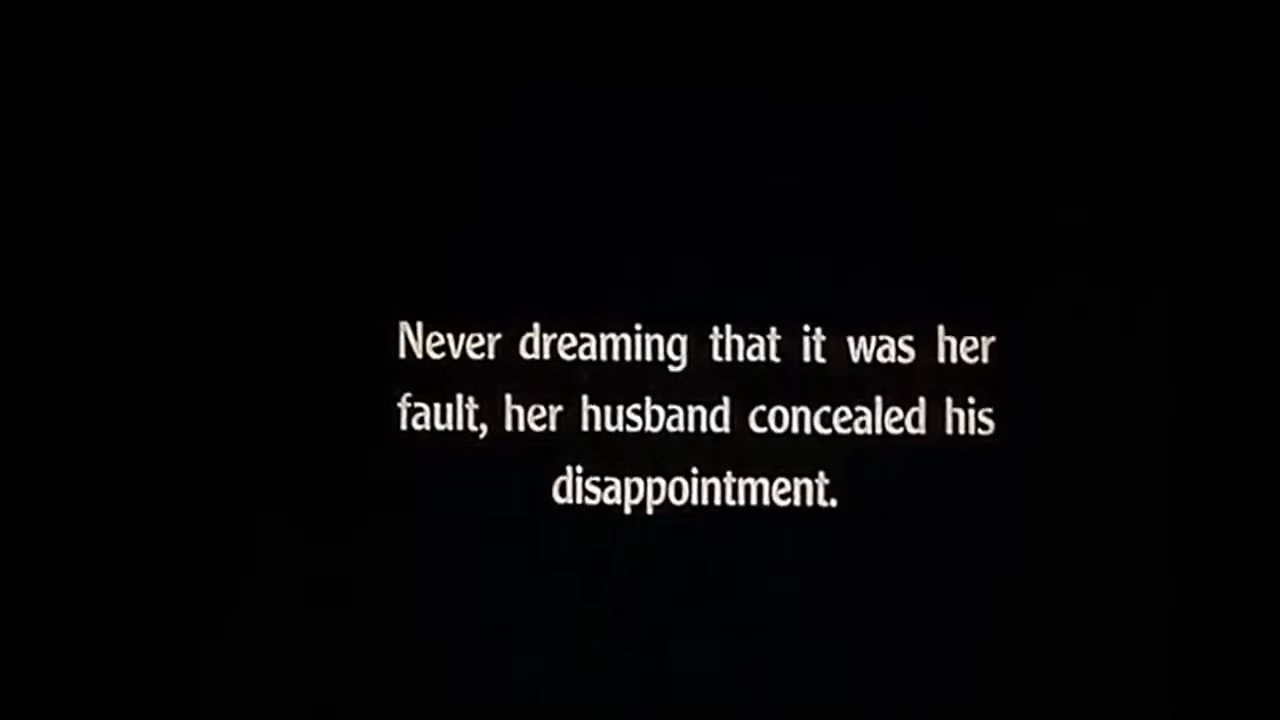 Never dreaming that it was her
fault, her husband concealed his
disappointment.